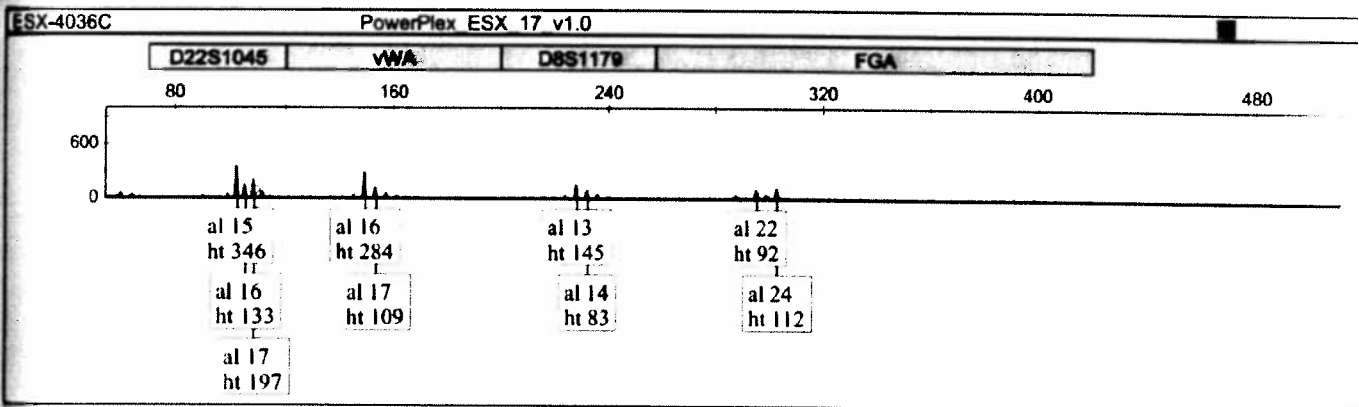 ESX-4036C PowerPlex_ESX_17_v1.0
D22S1045 vWA D8S1179 FGA
80 160 240 320 400 480
600
0
al 15 al 16 al 13 al 22
ht 346 ht 284 ht 145 ht 92
al 16 al 17 al 14 al 24
ht 133 ht 109 ht 83 ht 112
al 17
ht 197